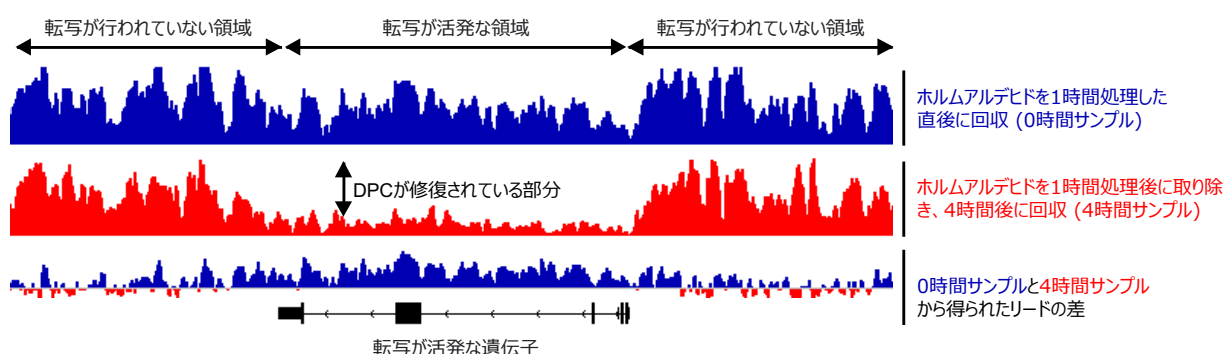 転写が行われていない領域
転写が活発な領域
転写が行われていない領域
ホルムアルデヒドを1時間処理した
直後に回収 (0時間サンプル)
DPCが修復されている部分
ホルムアルデヒドを1時間処理後に取り除
き、4時間後に回収 (4時間サンプル)
0時間サンプルと4時間サンプル
から得られたリードの差
転写が活発な遺伝子